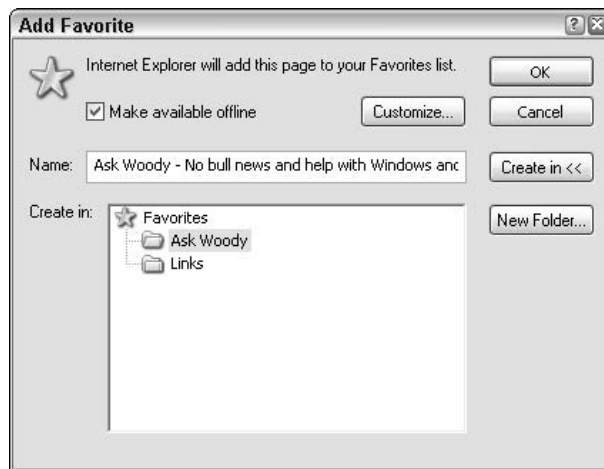 Add Favorite
Internet Explorer will add this page to your Favorites list.
OK
Make available offline
Customize...
Cancel
Name:
Ask Woody - No bull news and help with Windows and
Create in <<
Create in:
Favorites
New Folder...
Ask Woody
Links